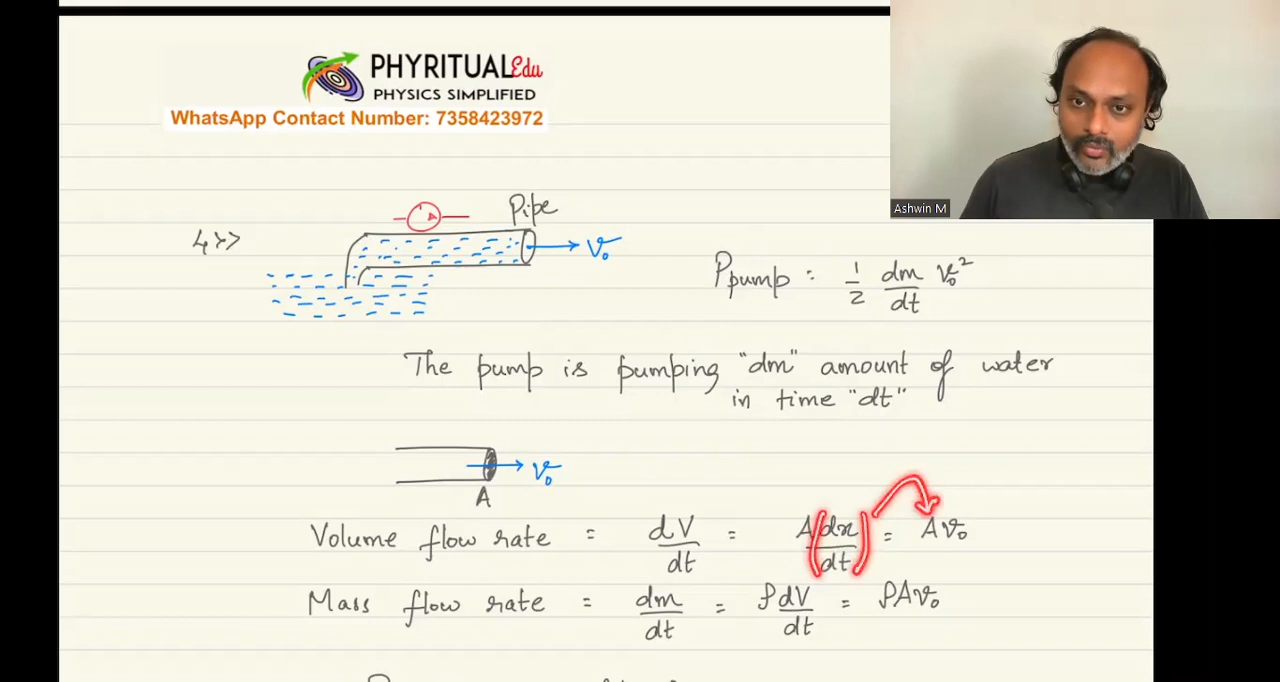 PHYRITUAL Edu
PHYSICS SIMPLIFIED
WhatsApp Contact Number: 7358423972
Ashwin M
4>>
A
Pipe
v₀
Ppump = 1/2 dm/dt v₀²
The pump is pumping "dm" amount of water
in time "dt"
v₀
A
Volume flow rate = dV/dt = A(dx/dt) = Av₀
Mass flow rate = dm/dt = ρdV/dt = ρAv₀